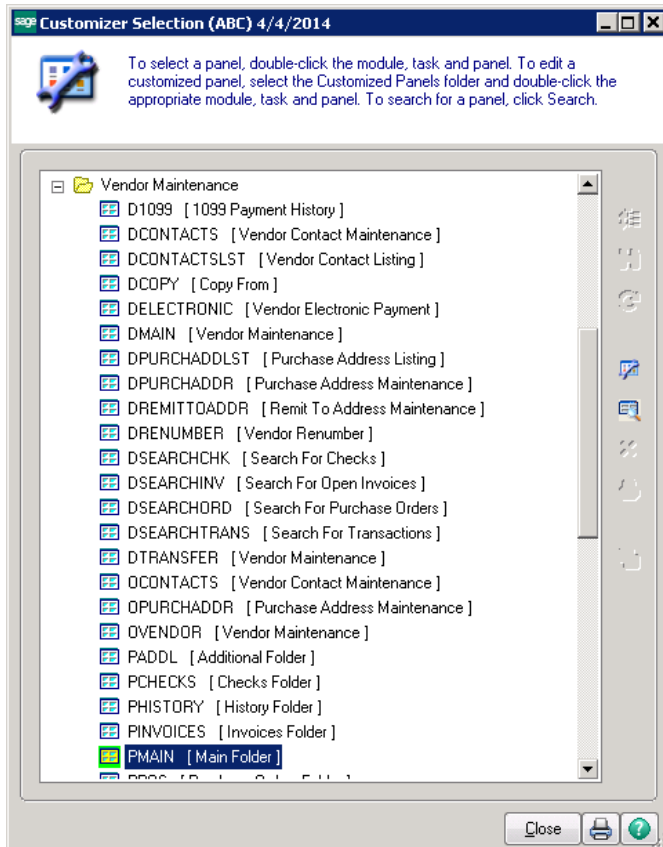 sage Customizer Selection (ABC) 4/4/2014
To select a panel, double-click the module, task and panel. To edit a
customized panel, select the Customized Panels folder and double-click the
appropriate module, task and panel. To search for a panel, click Search.
Vendor Maintenance
D1099 [ 1099 Payment History ]
DCONTACTS [ Vendor Contact Maintenance ]
DCONTACTSLST [ Vendor Contact Listing ]
DCOPY [ Copy From ]
DELECTRONIC [ Vendor Electronic Payment ]
DMAIN [ Vendor Maintenance ]
DPURCHADDLST [ Purchase Address Listing ]
DPURCHADDR [ Purchase Address Maintenance ]
DREMITTOADDR [ Remit To Address Maintenance ]
DRENUMBER [ Vendor Renumber ]
DSEARCHCHK [ Search For Checks ]
DSEARCHINV [ Search For Open Invoices ]
DSEARCHORD [ Search For Purchase Orders ]
DSEARCHTRANS [ Search For Transactions ]
DTRANSFER [ Vendor Maintenance ]
OCONTACTS [ Vendor Contact Maintenance ]
OPURCHADDR [ Purchase Address Maintenance ]
OVENDOR [ Vendor Maintenance ]
PADDL [ Additional Folder ]
PCHECKS [ Checks Folder ]
PHISTORY [ History Folder ]
PINVOICES [ Invoices Folder ]
PMAIN [ Main Folder ]
Close